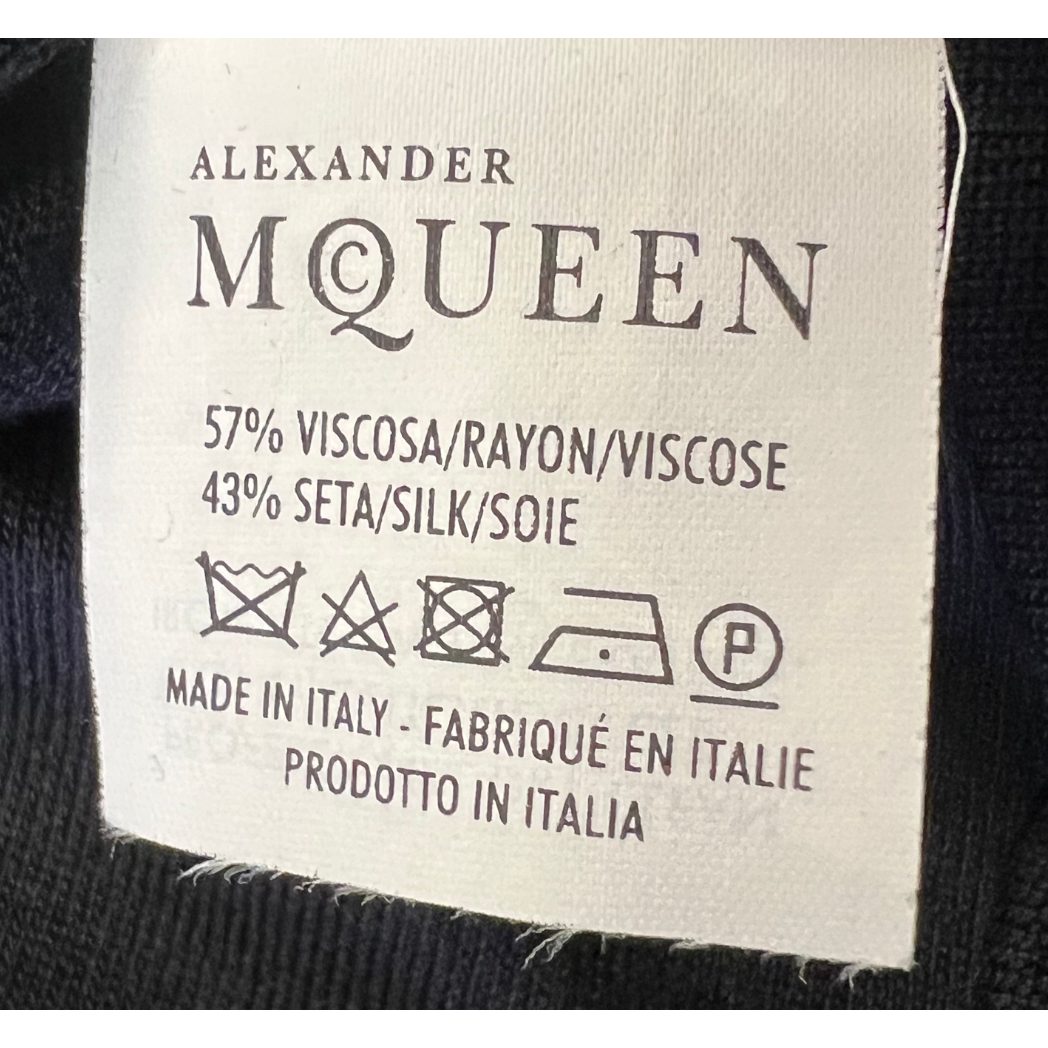 ALEXANDER
McQUEEN
57% VISCOSA/RAYON/VISCOSE
43% SETA/SILK/SOIE
P
MADE IN ITALY - FABRIQUÉ EN ITALIE
PRODOTTO IN ITALIA